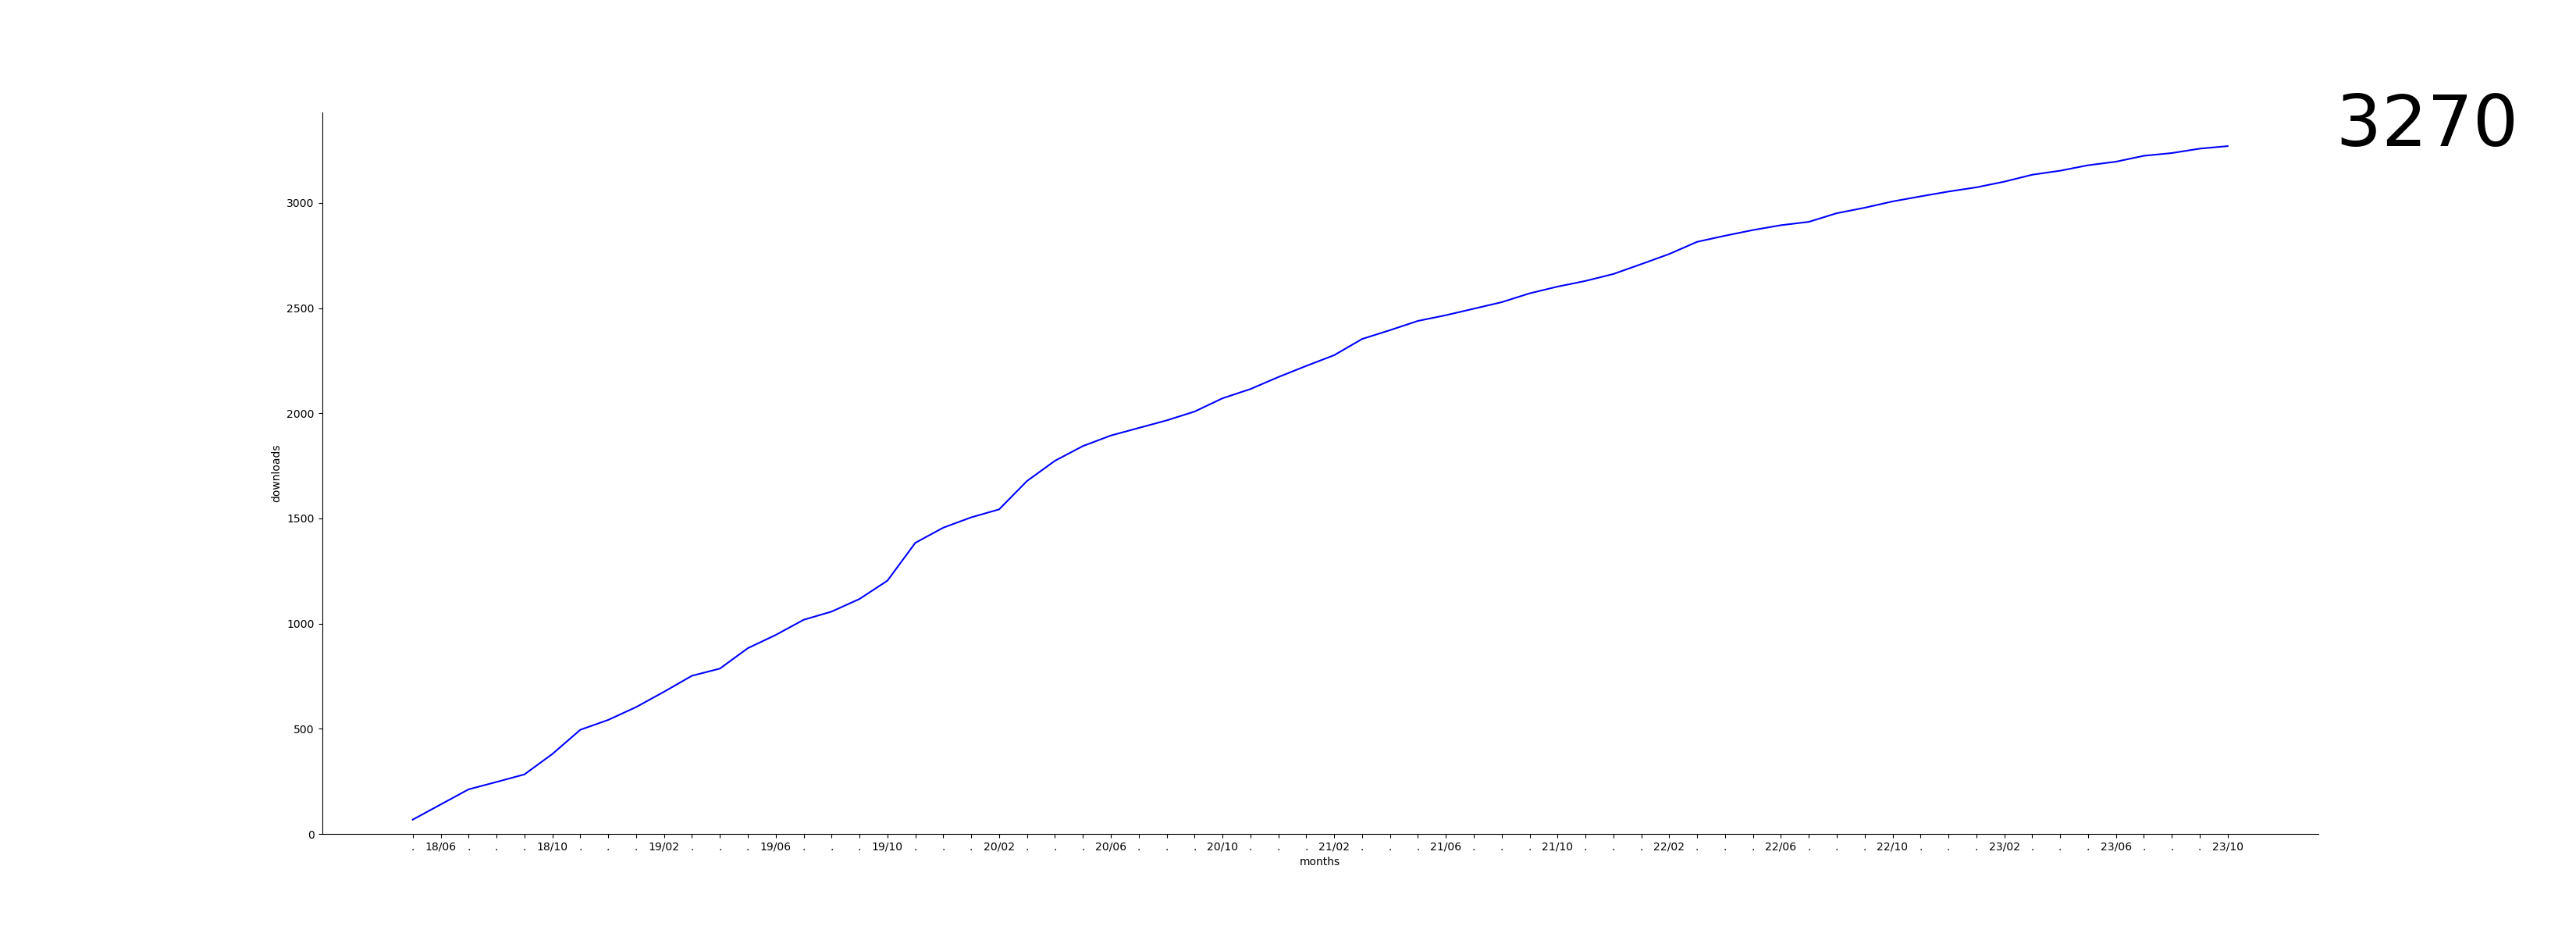 3270
3000
2500
2000
1500
1000
500
0
downloads
. 18/06 . . . 18/10 . . . 19/02 . . . 19/06 . . . 19/10 . . . 20/02 . . . 20/06 . . . 20/10 . . . 21/02 . . . 21/06 . . . 21/10 . . . 22/02 . . . 22/06 . . . 22/10 . . . 23/02 . . . 23/06 . . . 23/10
months